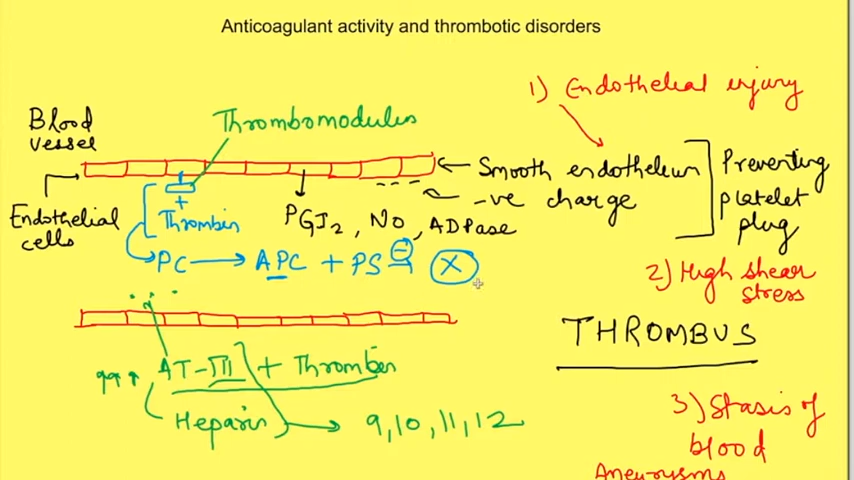 Anticoagulant activity and thrombotic disorders
1) Endothelial injury
Blood vessel
Thrombomodulin
Smooth endothelium
-ve charge
Preventing platelet plug
Endothelial cells
+
Thrombin
PGI2, NO, ADPase
PC → APC + PS - X
2) High shear stress
THROMBUS
AT-III + Thrombin
Heparin → 9,10,11,12
3) Stasis of blood
Aneurysms